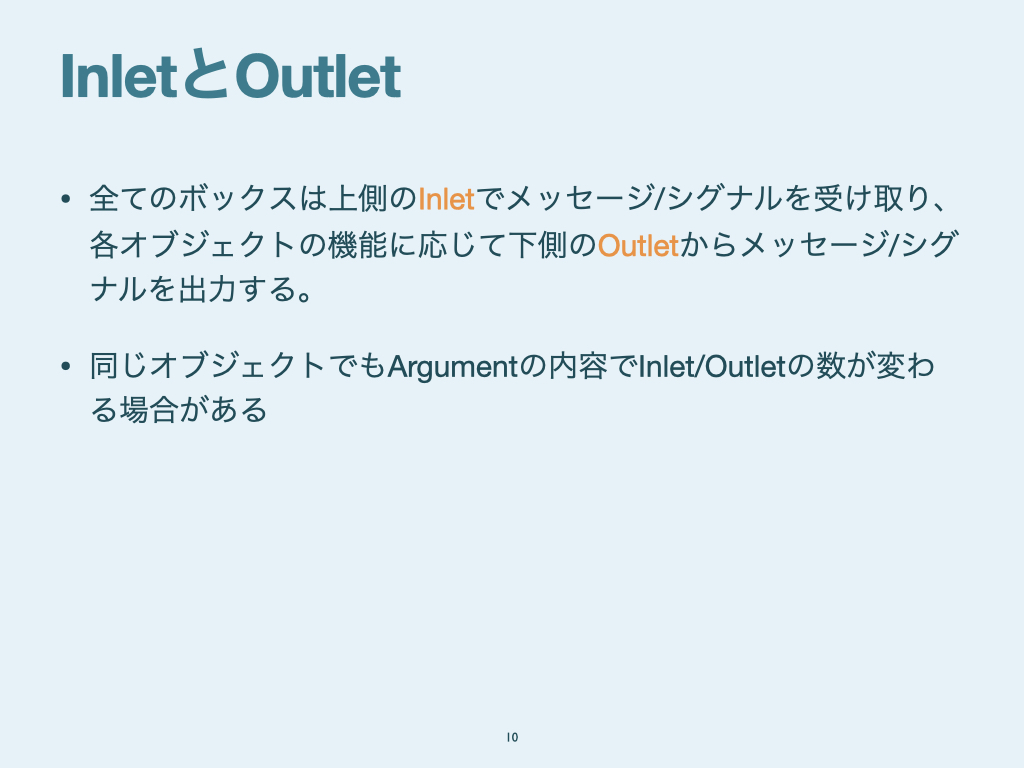 InletとOutlet
• 全てのボックスは上側のInletでメッセージ/シグナルを受け取り、
各オブジェクトの機能に応じて下側のOutletからメッセージ/シグ
ナルを出力する。
• 同じオブジェクトでもArgumentの内容でInlet/Outletの数が変わ
る場合がある
10